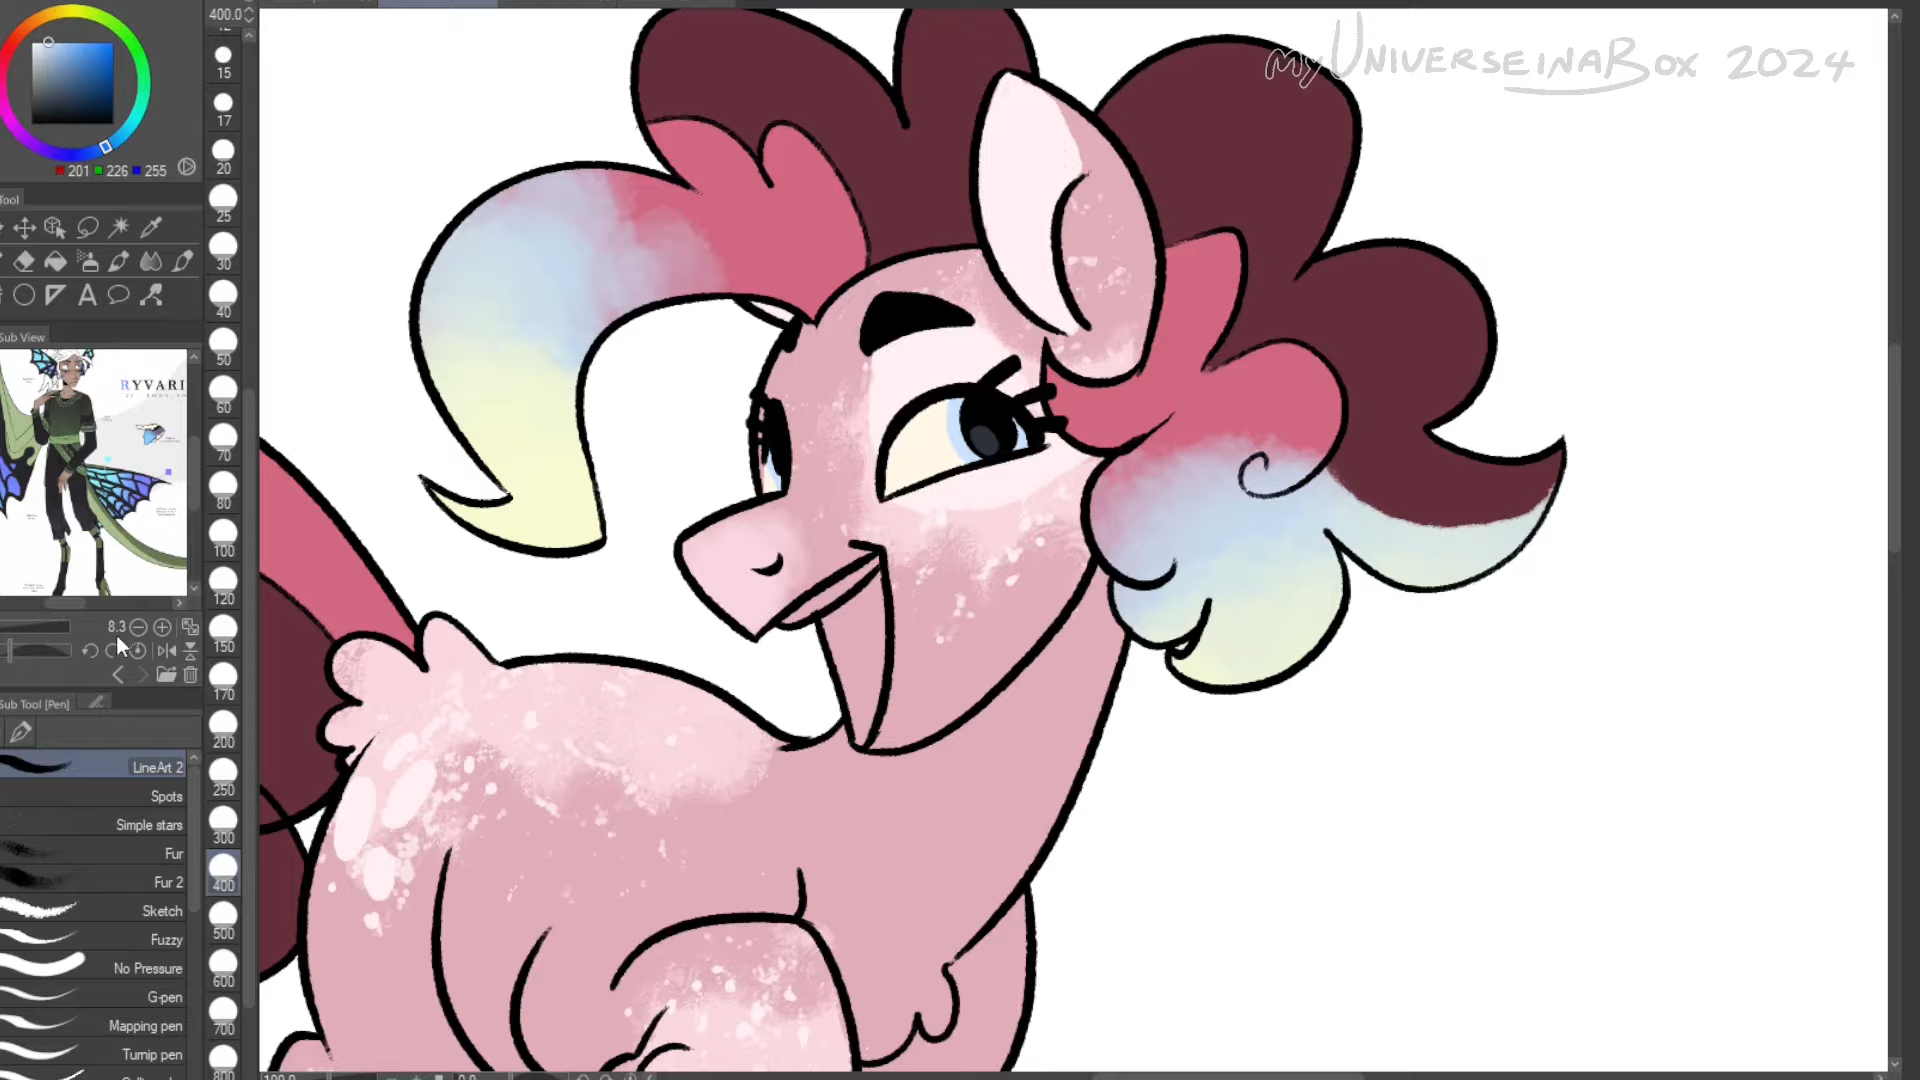 400.0
myUNIVERSEINABOX 2024
15
17
20
25
30
40
50
60
70
80
100
120
150
170
200
250
300
400
500
600
700
201 226 255
Tool
Sub View
RYVARI
8.3
Sub Tool [Pen]
LineArt 2
Spots
Simple stars
Fur
Fur 2
Sketch
Fuzzy
No Pressure
G-pen
Mapping pen
Turnip pen